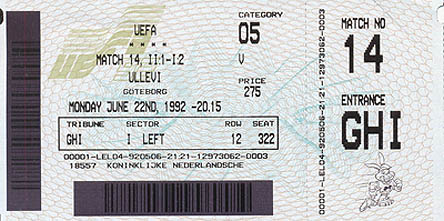 CATEGORY
MATCH NO
UEFA
★ ★ ★ ★
05
14
MATCH 14, II:1-I:2
V
ULLEVI
PRICE
GÖTEBORG
275
ENTRANCE
MONDAY JUNE 22ND, 1992 -20.15
GHI
TRIBUNE SECTOR ROW SEAT
GHI I LEFT 12 322
00001-LEL04-920506-21:21-12973062-0003
18557 KONINKLIJKE NEDERLANDSCHE
00001-LEL04-920506-21:21-12973062-0003